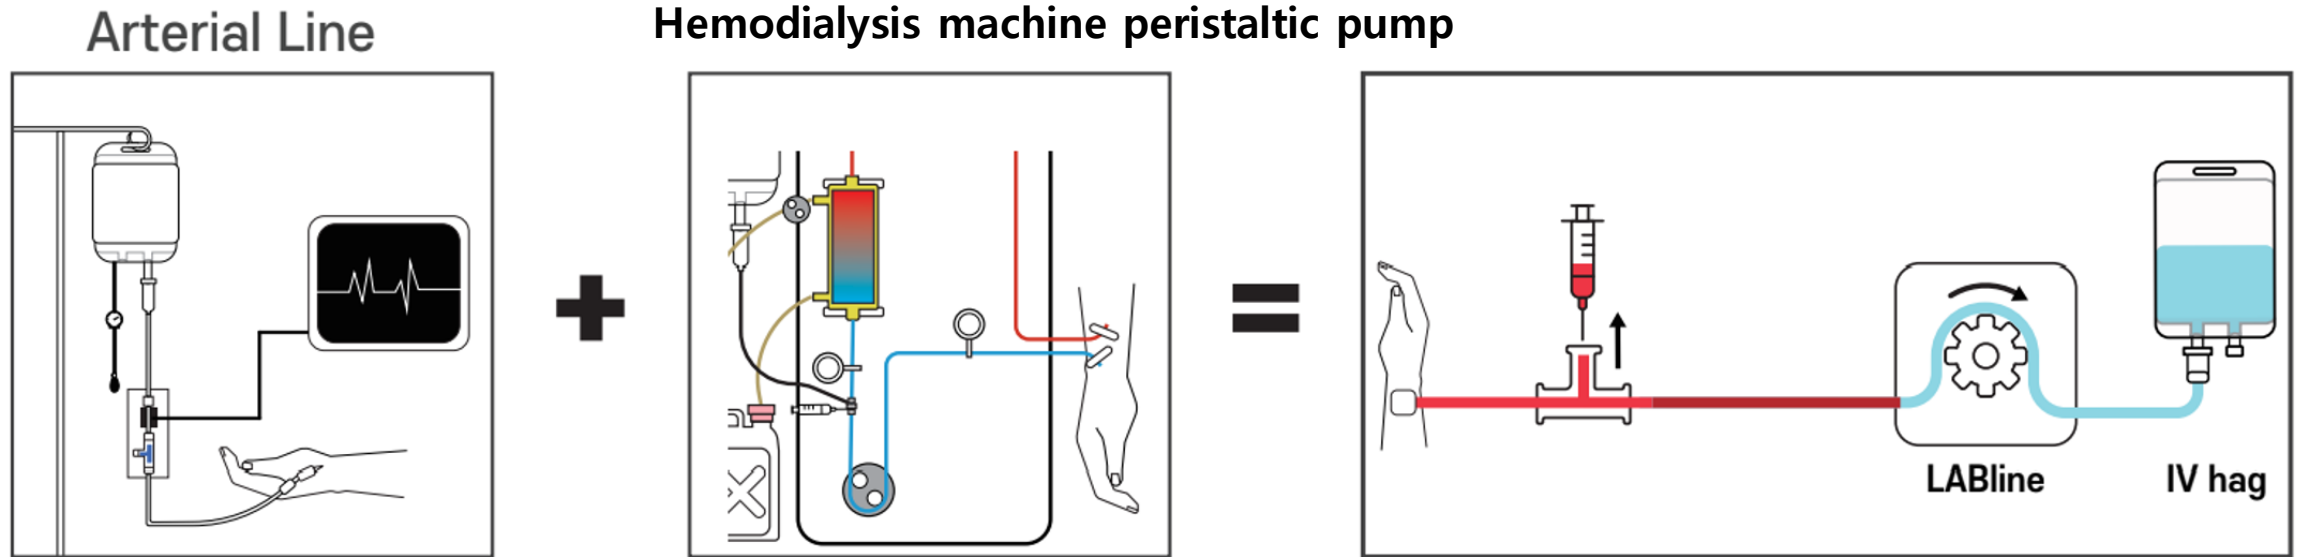 Arterial Line
Hemodialysis machine peristaltic pump
LABline
IV hag